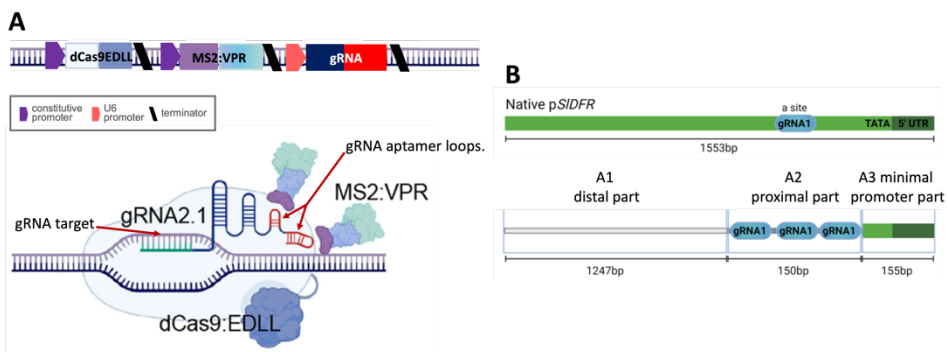 A
dCas9EDLL
MS2:VPR
gRNA
constitutive promoter
U6 promoter
terminator
gRNA aptamer loops.
MS2:VPR
gRNA target
gRNA2.1
dCas9:EDLL
B
Native pSlDFR
a site
gRNA1
TATA
5' UTR
1553bp
A1
distal part
A2
proximal part
A3 minimal
promoter part
gRNA1
gRNA1
gRNA1
1247bp
150bp
155bp